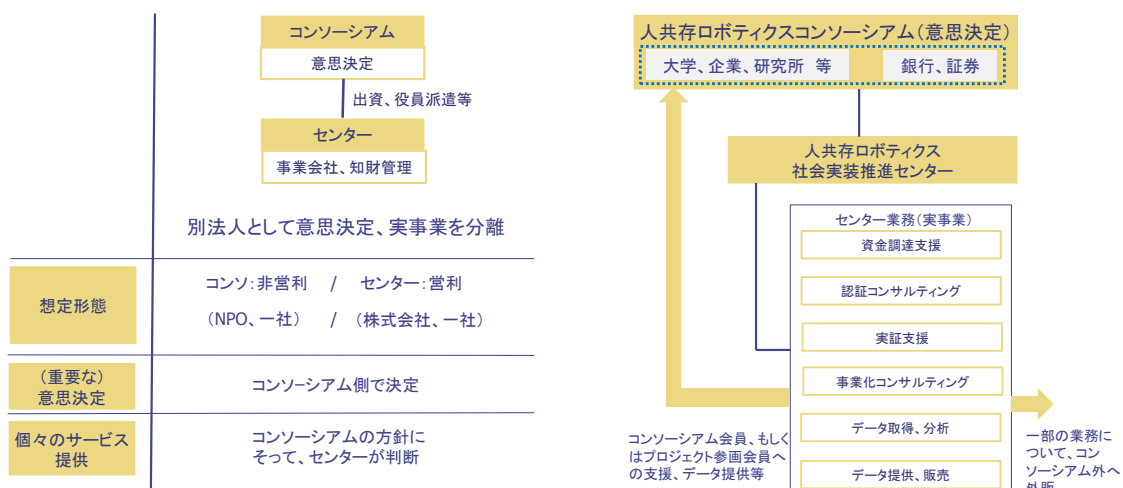 コンソーシアム
意思決定
出資、役員派遣等
センター
事業会社、知財管理
別法人として意思決定、実事業を分離
想定形態
コンソ：非営利　/　センター：営利
（NPO、一社）　/　（株式会社、一社）
（重要な）
意思決定
コンソーシアム側で決定
個々のサービス
提供
コンソーシアムの方針に
そって、センターが判断
人共存ロボティクスコンソーシアム（意思決定）
大学、企業、研究所　等
銀行、証券
人共存ロボティクス
社会実装推進センター
センター業務（実事業）
資金調達支援
認証コンサルティング
実証支援
事業化コンサルティング
データ取得、分析
データ提供、販売
コンソーシアム会員、もしく
はプロジェクト参画会員へ
の支援、データ提供等
一部の業務に
ついて、コン
ソーシアム外へ
外販